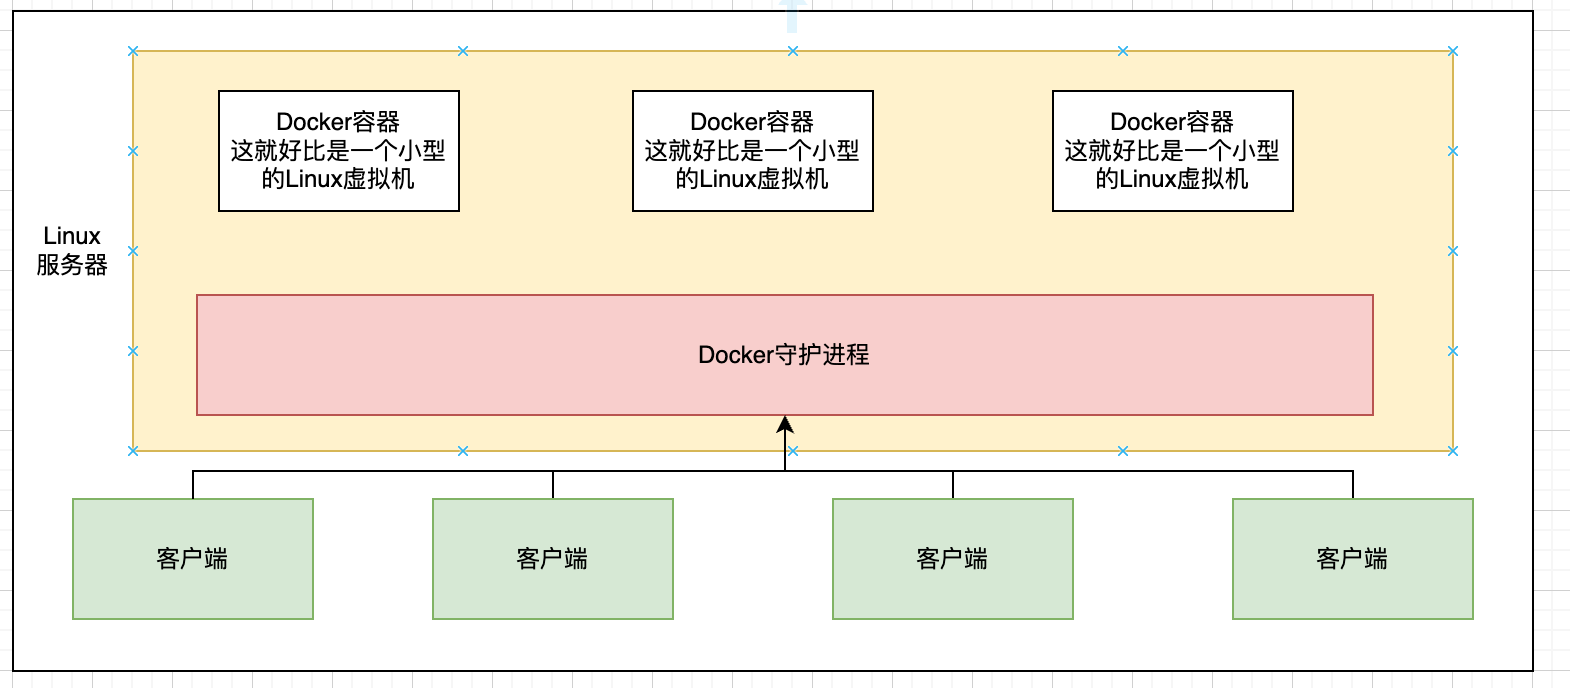 Docker容器
这就好比是一个小型
的Linux虚拟机
Docker容器
这就好比是一个小型
的Linux虚拟机
Docker容器
这就好比是一个小型
的Linux虚拟机
Linux
服务器
Docker守护进程
客户端
客户端
客户端
客户端